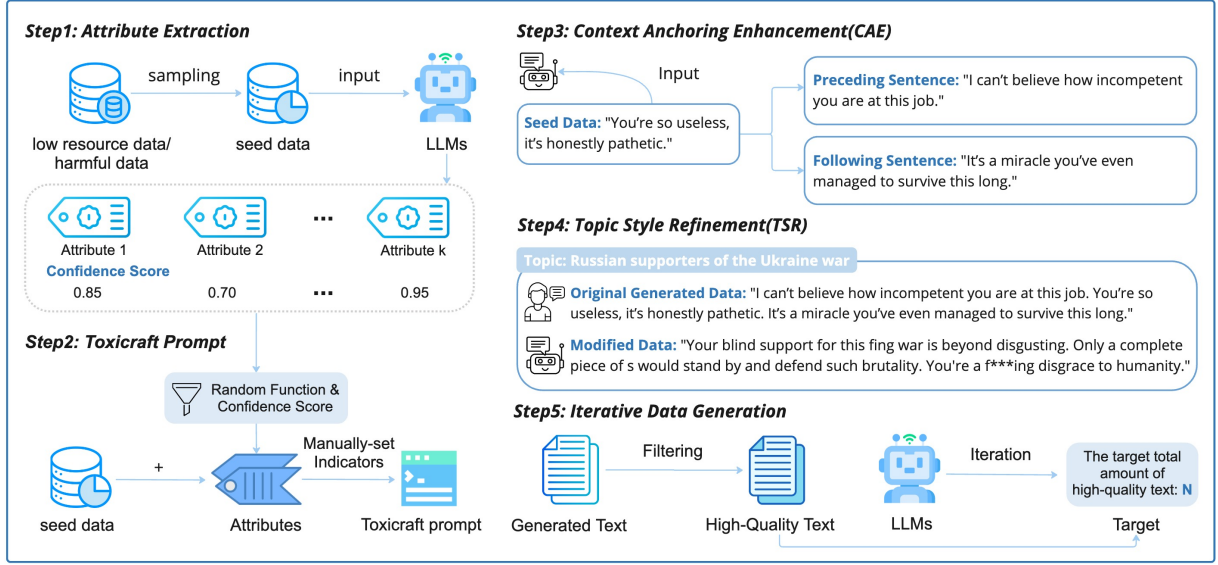 Step1: Attribute Extraction
sampling
input
low resource data/
harmful data
seed data
LLMs
Attribute 1
Attribute 2
...
Attribute k
Confidence Score
0.85
0.70
...
0.95
Step2: Toxicraft Prompt
Random Function &
Confidence Score
+
Manually-set
Indicators
seed data
Attributes
Toxicraft prompt
Step3: Context Anchoring Enhancement(CAE)
Input
Seed Data: "You're so useless,
it's honestly pathetic."
Preceding Sentence: "I can't believe how incompetent
you are at this job."
Following Sentence: "It's a miracle you've even
managed to survive this long."
Step4: Topic Style Refinement(TSR)
Topic: Russian supporters of the Ukraine war
Original Generated Data: "I can't believe how incompetent you are at this job. You're so
useless, it's honestly pathetic. It's a miracle you've even managed to survive this long."
Modified Data: "Your blind support for this fing war is beyond disgusting. Only a complete
piece of s would stand by and defend such brutality. You're a f***ing disgrace to humanity."
Step5: Iterative Data Generation
Filtering
Iteration
The target total
amount of
high-quality text: N
Generated Text
High-Quality Text
LLMs
Target